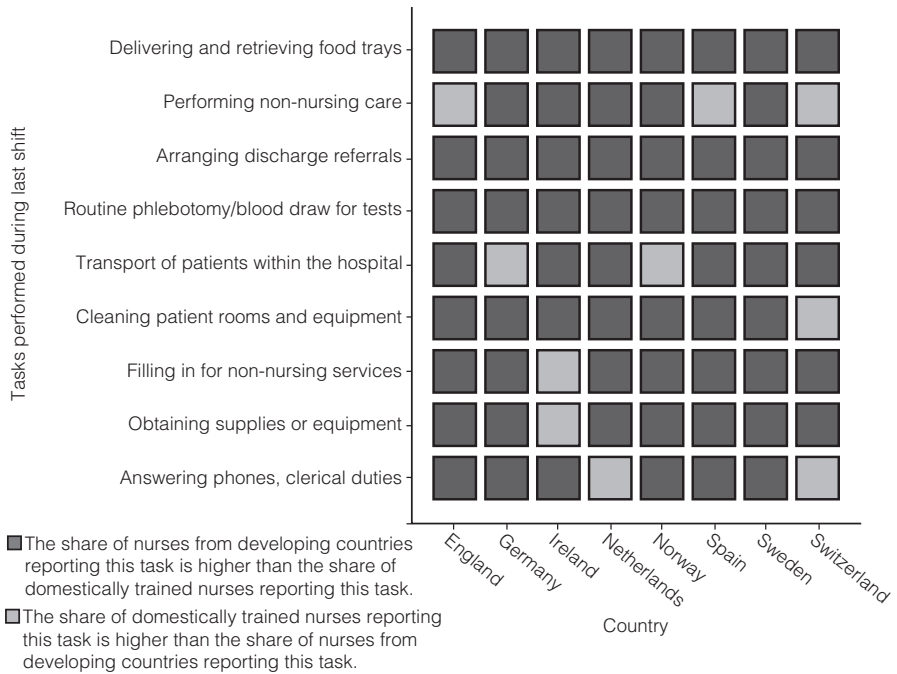 Tasks performed during last shift
Delivering and retrieving food trays
Performing non-nursing care
Arranging discharge referrals
Routine phlebotomy/blood draw for tests
Transport of patients within the hospital
Cleaning patient rooms and equipment
Filling in for non-nursing services
Obtaining supplies or equipment
Answering phones, clerical duties
England
Germany
Ireland
Netherlands
Norway
Spain
Sweden
Switzerland
Country
The share of nurses from developing countries
reporting this task is higher than the share of
domestically trained nurses reporting this task.
The share of domestically trained nurses reporting
this task is higher than the share of nurses from
developing countries reporting this task.